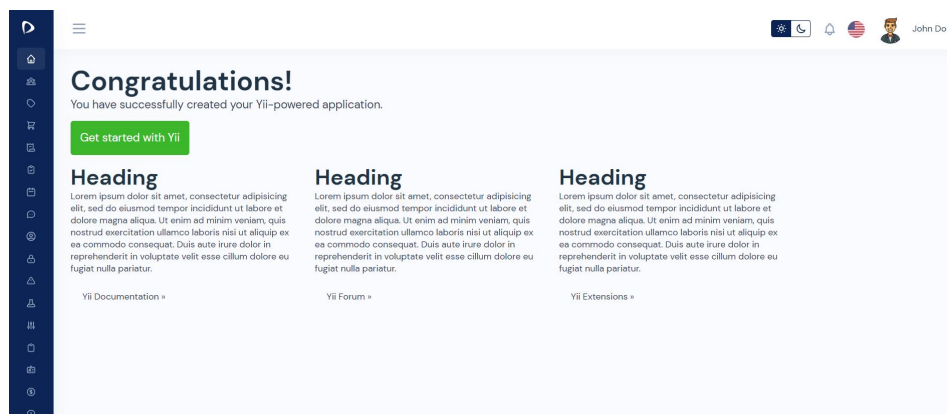 John Do
Congratulations!
You have successfully created your Yii-powered application.
Get started with Yii
Heading
Lorem ipsum dolor sit amet, consectetur adipisicing
elit, sed do eiusmod tempor incididunt ut labore et
dolore magna aliqua. Ut enim ad minim veniam, quis
nostrud exercitation ullamco laboris nisi ut aliquip ex
ea commodo consequat. Duis aute irure dolor in
reprehenderit in voluptate velit esse cillum dolore eu
fugiat nulla pariatur.
Yii Documentation »
Heading
Lorem ipsum dolor sit amet, consectetur adipisicing
elit, sed do eiusmod tempor incididunt ut labore et
dolore magna aliqua. Ut enim ad minim veniam, quis
nostrud exercitation ullamco laboris nisi ut aliquip ex
ea commodo consequat. Duis aute irure dolor in
reprehenderit in voluptate velit esse cillum dolore eu
fugiat nulla pariatur.
Yii Forum »
Heading
Lorem ipsum dolor sit amet, consectetur adipisicing
elit, sed do eiusmod tempor incididunt ut labore et
dolore magna aliqua. Ut enim ad minim veniam, quis
nostrud exercitation ullamco laboris nisi ut aliquip ex
ea commodo consequat. Duis aute irure dolor in
reprehenderit in voluptate velit esse cillum dolore eu
fugiat nulla pariatur.
Yii Extensions »